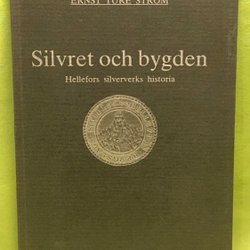 ERNST TURE STRÖM
Silvret och bygden
Hellefors silververks historia